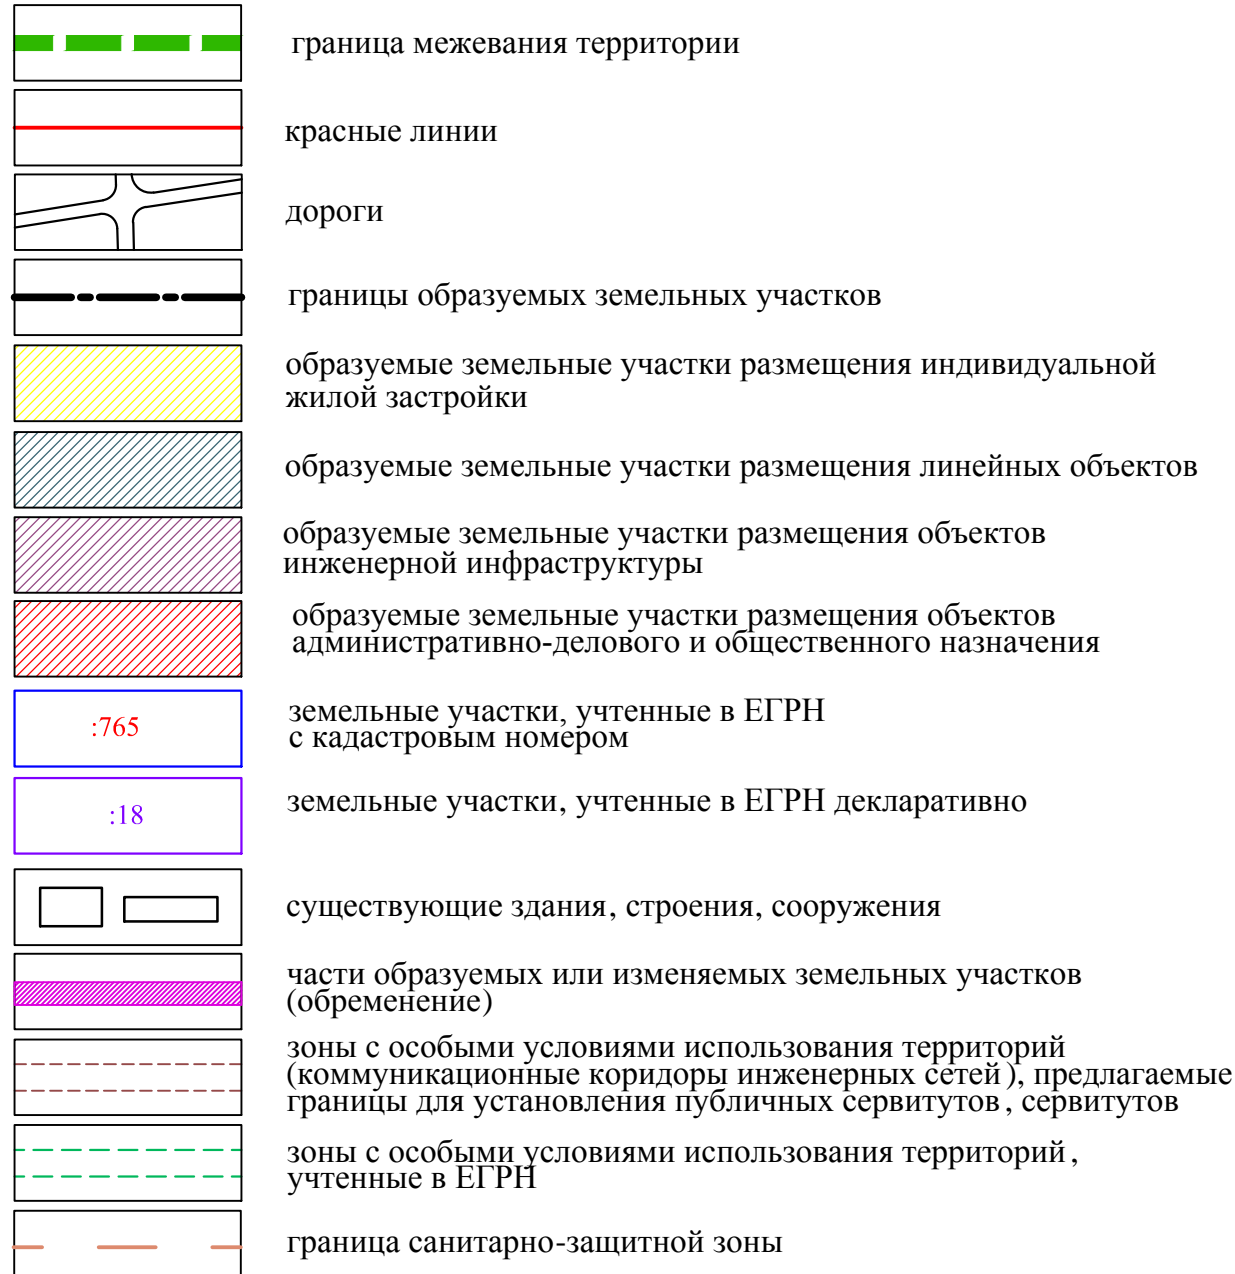 граница межевания территории
красные линии
дороги
границы образуемых земельных участков
образуемые земельные участки размещения индивидуальной
жилой застройки
образуемые земельные участки размещения линейных объектов
образуемые земельные участки размещения объектов
инженерной инфраструктуры
образуемые земельные участки размещения объектов
административно-делового и общественного назначения
:765
земельные участки, учтенные в ЕГРН
с кадастровым номером
:18
земельные участки, учтенные в ЕГРН декларативно
существующие здания, строения, сооружения
части образуемых или изменяемых земельных участков
(обременение)
зоны с особыми условиями использования территорий
(коммуникационные коридоры инженерных сетей), предлагаемые
границы для установления публичных сервитутов, сервитутов
зоны с особыми условиями использования территорий,
учтенные в ЕГРН
граница санитарно-защитной зоны